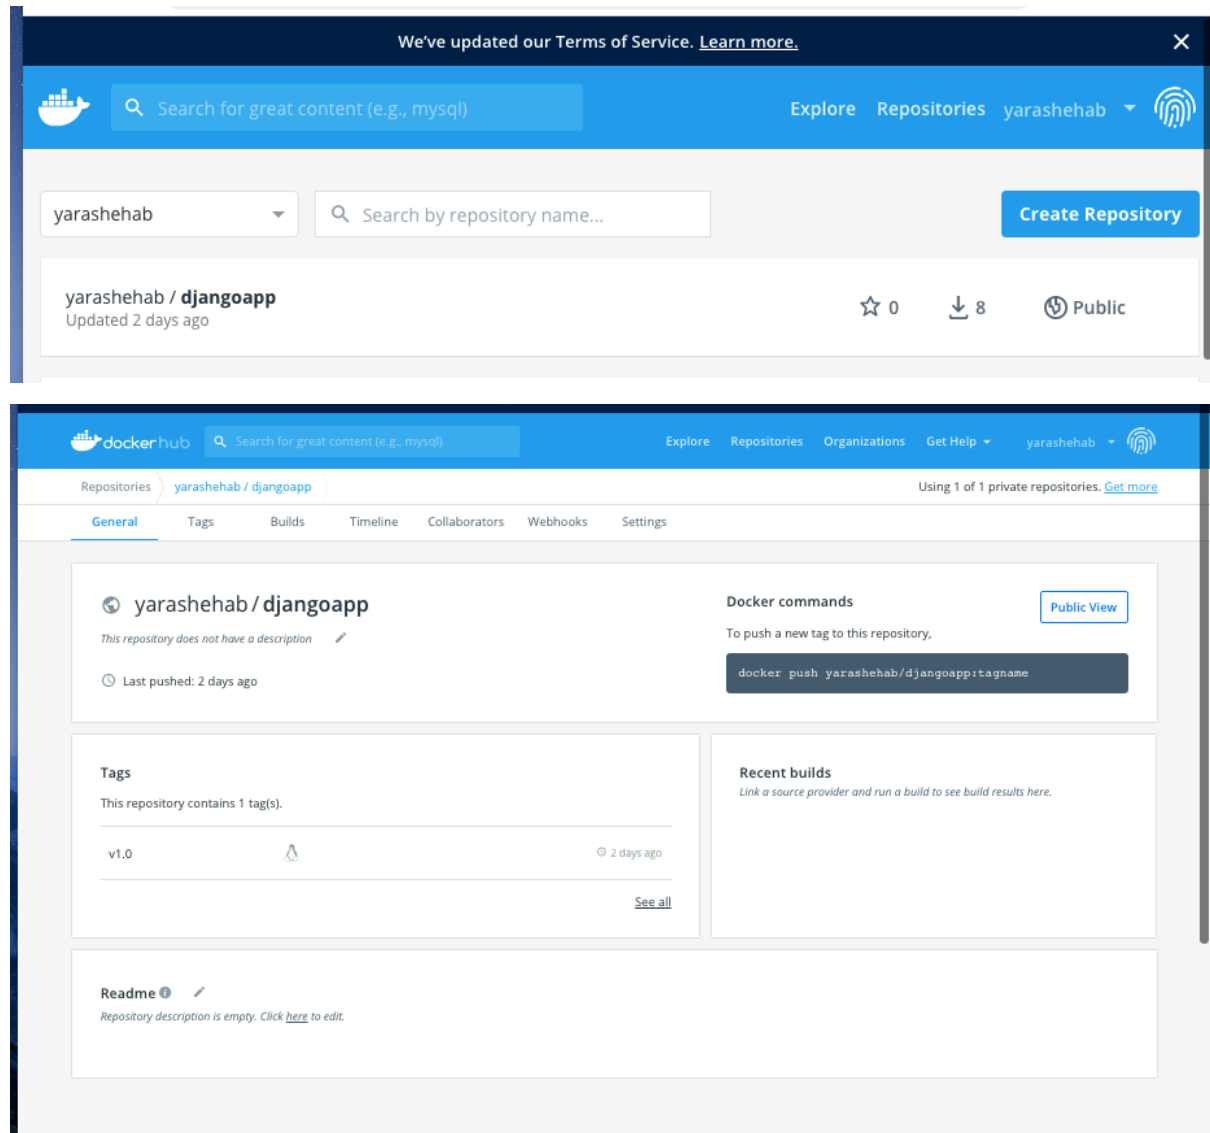 We've updated our Terms of Service. Learn more.
Search for great content (e.g., mysql)
Explore Repositories yarashehab
yarashehab
Search by repository name...
Create Repository
yarashehab / djangoapp
Updated 2 days ago
0 8 Public
dockerhub
Search for great content (e.g., mysql)
Explore Repositories Organizations Get Help yarashehab
Repositories yarashehab / djangoapp
Using 1 of 1 private repositories. Get more
General Tags Builds Timeline Collaborators Webhooks Settings
yarashehab / djangoapp
This repository does not have a description
Last pushed: 2 days ago
Docker commands
Public View
To push a new tag to this repository,
docker push yarashehab/djangoapp:tagname
Tags
This repository contains 1 tag(s).
v1.0 2 days ago
See all
Recent builds
Link a source provider and run a build to see build results here.
Readme
Repository description is empty. Click here to edit.